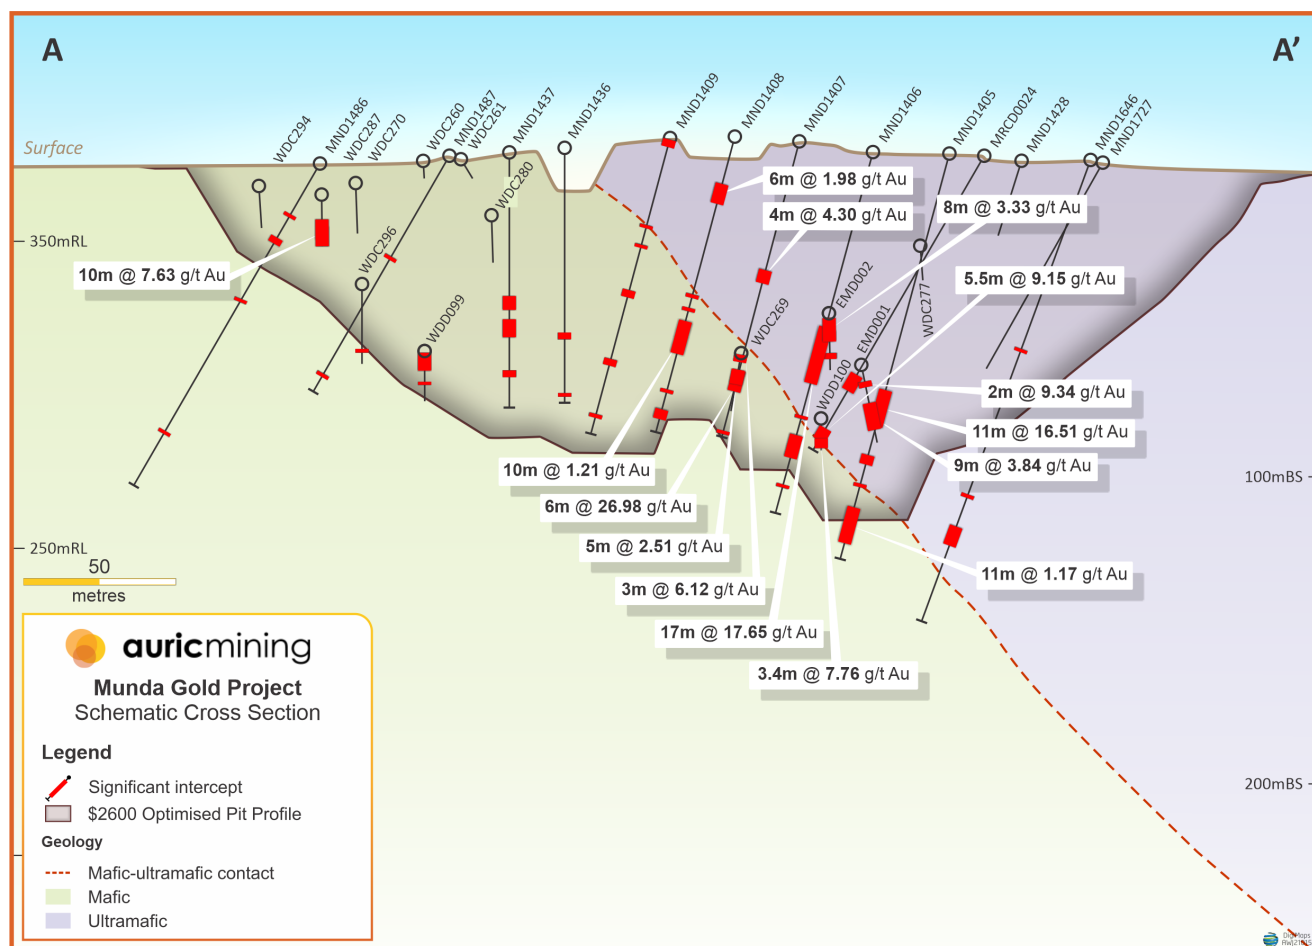 A
A’
Surface
WDC294
MND1486
WDC287
WDC270
WDC260
MND1487
WDC261
MND1437
MND1436
MND1409
MND1408
MND1407
MND1406
MND1405
MRCD0024
MND1428
MND1646
MND1727
WDC280
6m @ 1.98 g/t Au
4m @ 4.30 g/t Au
8m @ 3.33 g/t Au
350mRL
WDC296
10m @ 7.63 g/t Au
5.5m @ 9.15 g/t Au
EMD002
WDC277
WDD099
WDC269
EMD001
WDD100
2m @ 9.34 g/t Au
11m @ 16.51 g/t Au
9m @ 3.84 g/t Au
10m @ 1.21 g/t Au
100mBS
6m @ 26.98 g/t Au
5m @ 2.51 g/t Au
250mRL
11m @ 1.17 g/t Au
3m @ 6.12 g/t Au
17m @ 17.65 g/t Au
3.4m @ 7.76 g/t Au
50
metres
auricmining
Munda Gold Project
Schematic Cross Section
Legend
Significant intercept
$2600 Optimised Pit Profile
Geology
Mafic-ultramafic contact
Mafic
Ultramafic
200mBS